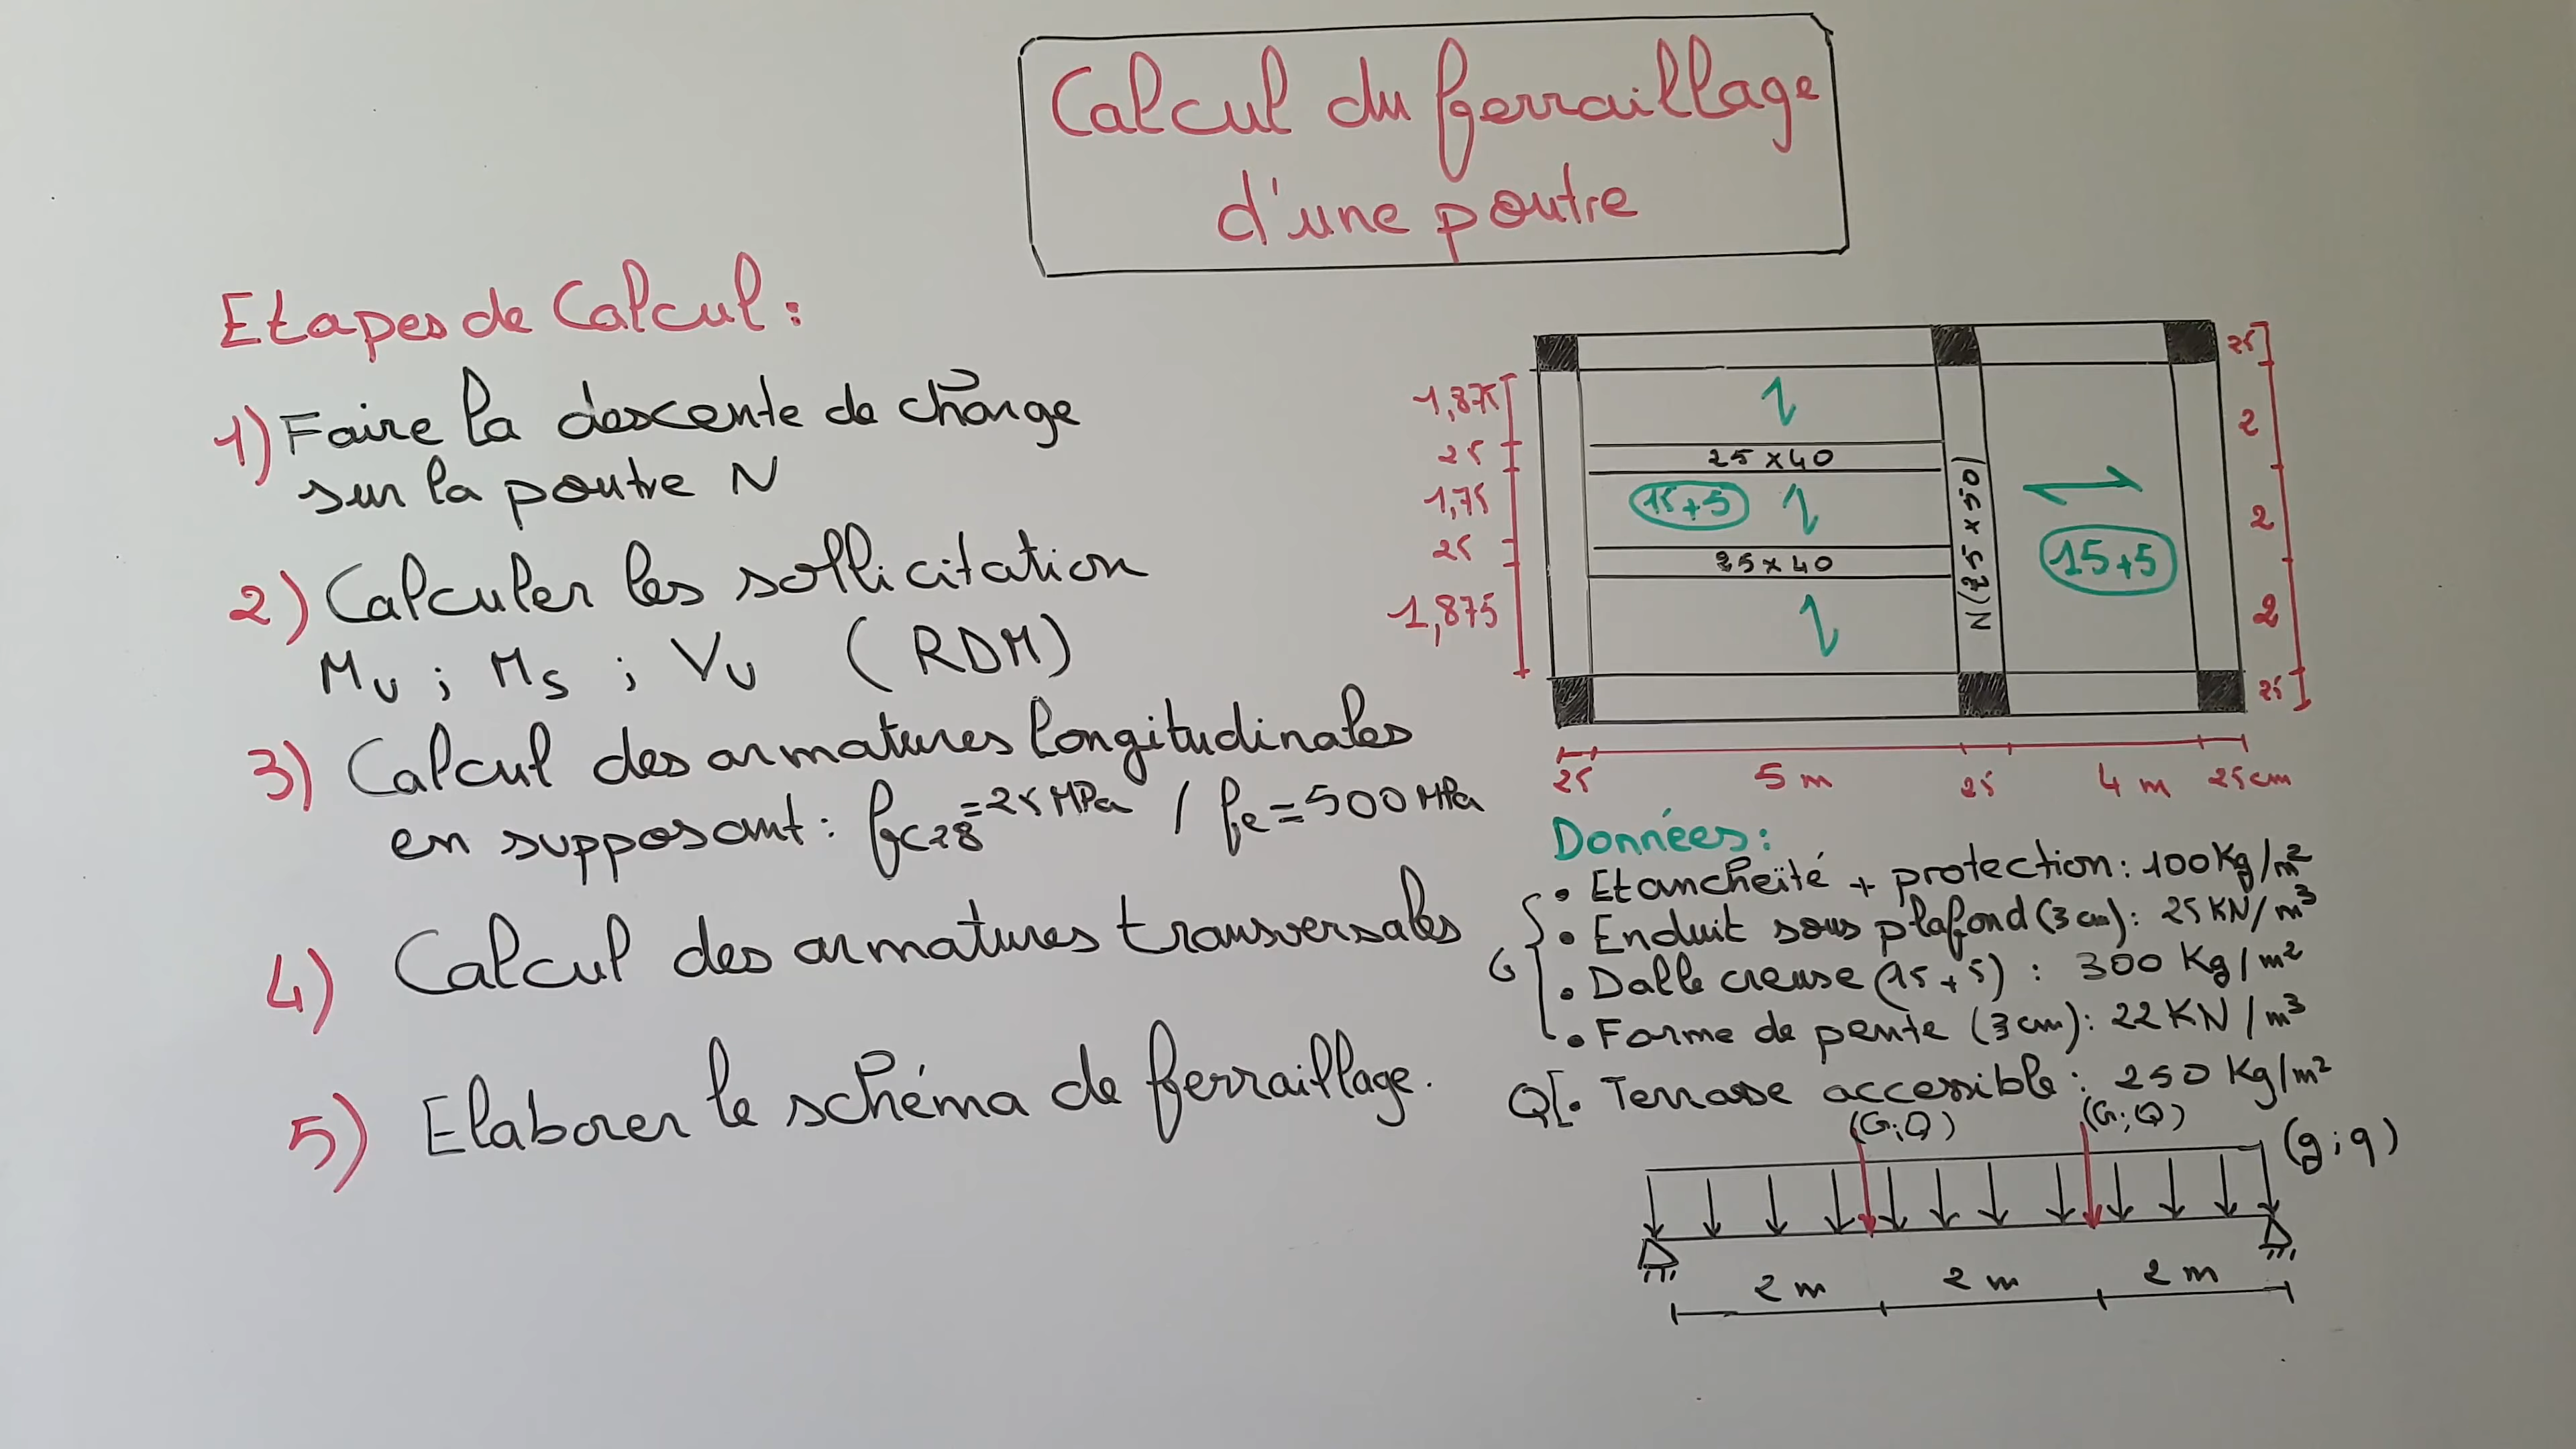 Calcul du ferraillage
d'une poutre
Etapes de Calcul :
1) Faire la descente de charge
sur la poutre N
2) Calculer les sollicitation
MU ; MS ; VU ( RDM )
3) Calcul des armatures longitudinales
en supposant : fc28 = 25 MPa / fe = 500 MPa
4) Calcul des armatures transversales
5) Elaborer le schéma de ferraillage.
1,875
25
1,75
25
1,875
25 x 40
15+5
25 x 40
N(25 x 50)
15+5
25
2
2
2
25
25
5 m
25
4 m
25cm
Données :
• Etancheïté + protection : 100 Kg/m²
• Enduit sous plafond (3 cm) : 25 KN/m³
G
• Dalle creuse (15 + 5) : 300 Kg/m²
• Forme de pente (3 cm) : 22 KN/m³
Q[• Terrasse accessible : 250 Kg/m²
(G;Q)
(G;Q)
(g ; q)
2 m
2 m
2 m